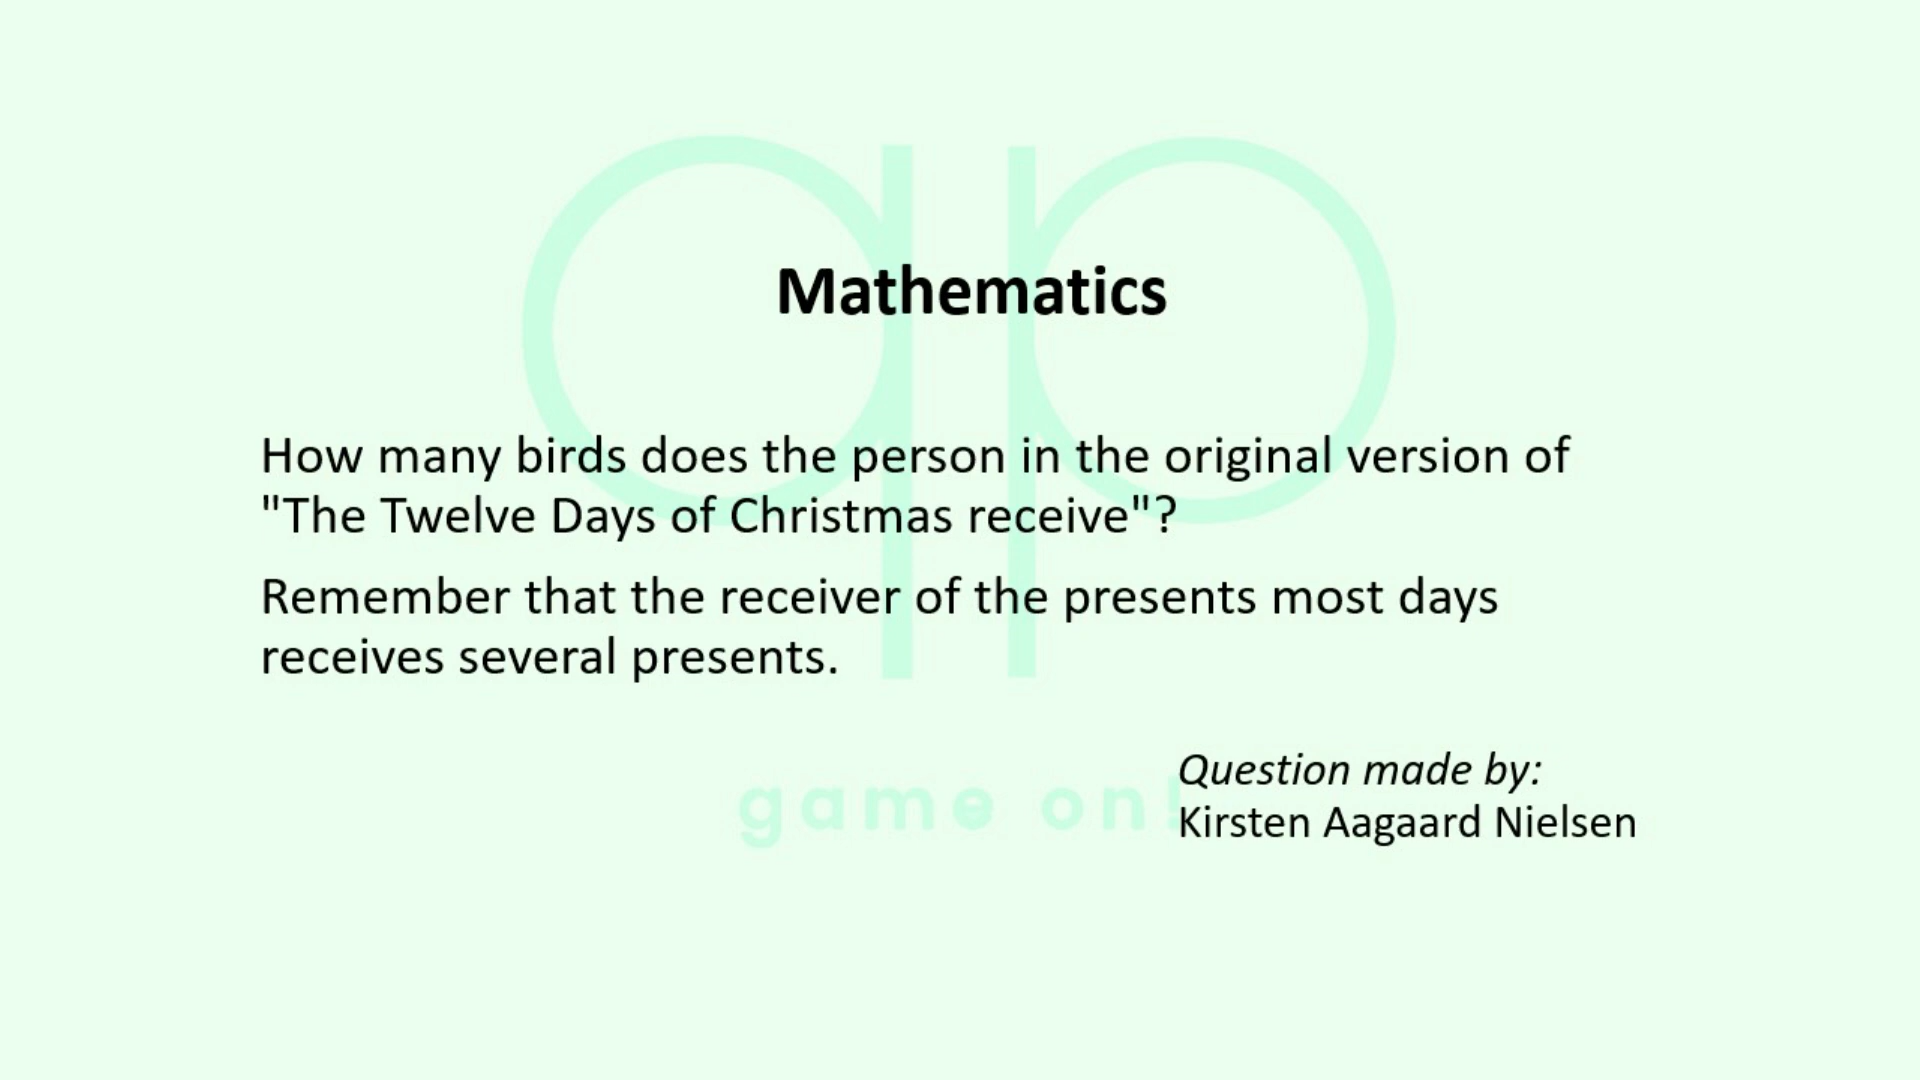 Mathematics
How many birds does the person in the original version of
"The Twelve Days of Christmas receive"?
Remember that the receiver of the presents most days
receives several presents.
Question made by:
game on!
Kirsten Aagaard Nielsen